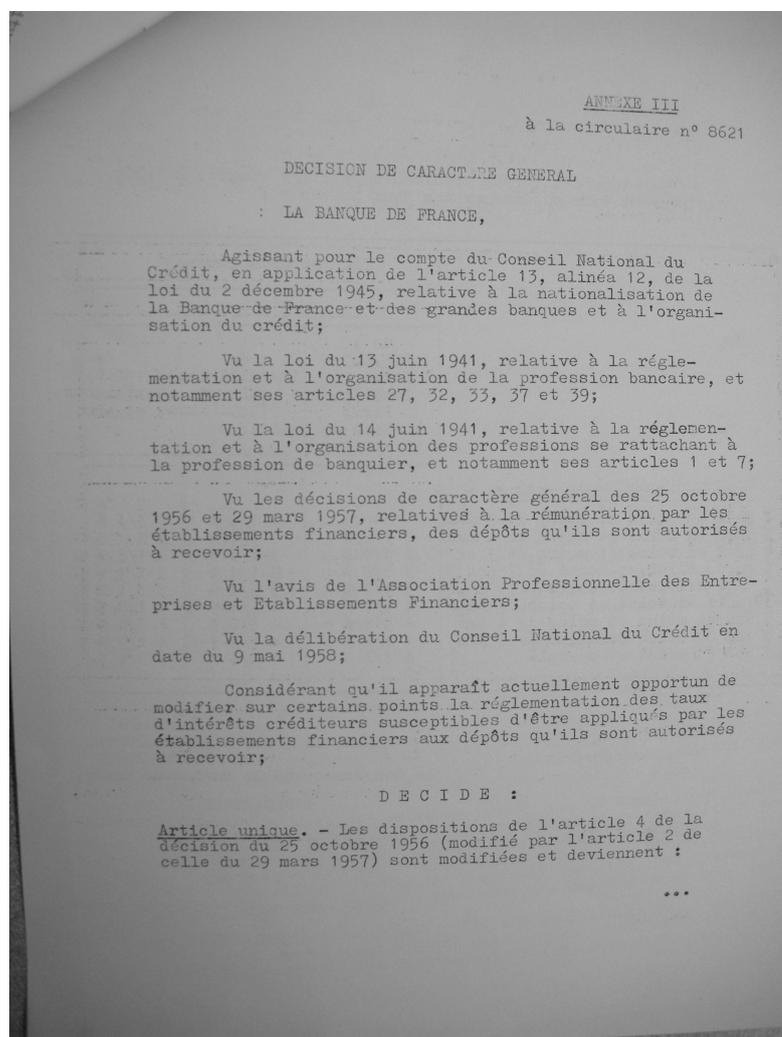 ANNEXE III
à la circulaire n° 8621
DECISION DE CARACTERE GENERAL
: LA BANQUE DE FRANCE,
Agissant pour le compte du Conseil National du
Crédit, en application de l'article 13, alinéa 12, de la
loi du 2 décembre 1945, relative à la nationalisation de
la Banque de France et des grandes banques et à l'organi-
sation du crédit;
Vu la loi du 13 juin 1941, relative à la régle-
mentation et à l'organisation de la profession bancaire, et
notamment ses articles 27, 32, 33, 37 et 39;
Vu la loi du 14 juin 1941, relative à la réglemen-
tation et à l'organisation des professions se rattachant à
la profession de banquier, et notamment ses articles 1 et 7;
Vu les décisions de caractère général des 25 octobre
1956 et 29 mars 1957, relatives à la rémunération par les
établissements financiers, des dépôts qu'ils sont autorisés
à recevoir;
Vu l'avis de l'Association Professionnelle des Entre-
prises et Etablissements Financiers;
Vu la délibération du Conseil National du Crédit en
date du 9 mai 1958;
Considérant qu'il apparaît actuellement opportun de
modifier sur certains points la réglementation des taux
d'intérêts créditeurs susceptibles d'être appliqués par les
établissements financiers aux dépôts qu'ils sont autorisés
à recevoir;
D E C I D E :
Article unique. - Les dispositions de l'article 4 de la
décision du 25 octobre 1956 (modifié par l'article 2 de
celle du 29 mars 1957) sont modifiées et deviennent :
...